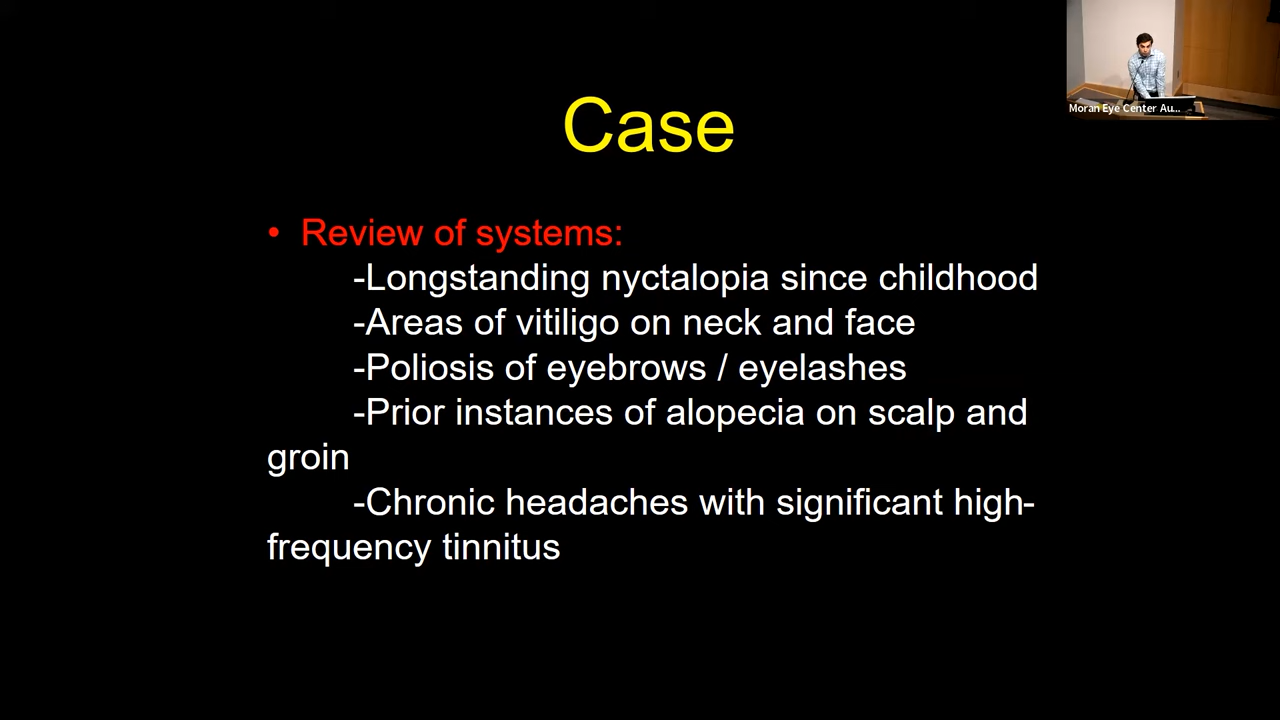 Moran Eye Center Au...
Case
• Review of systems:
-Longstanding nyctalopia since childhood
-Areas of vitiligo on neck and face
-Poliosis of eyebrows / eyelashes
-Prior instances of alopecia on scalp and
groin
-Chronic headaches with significant high-
frequency tinnitus